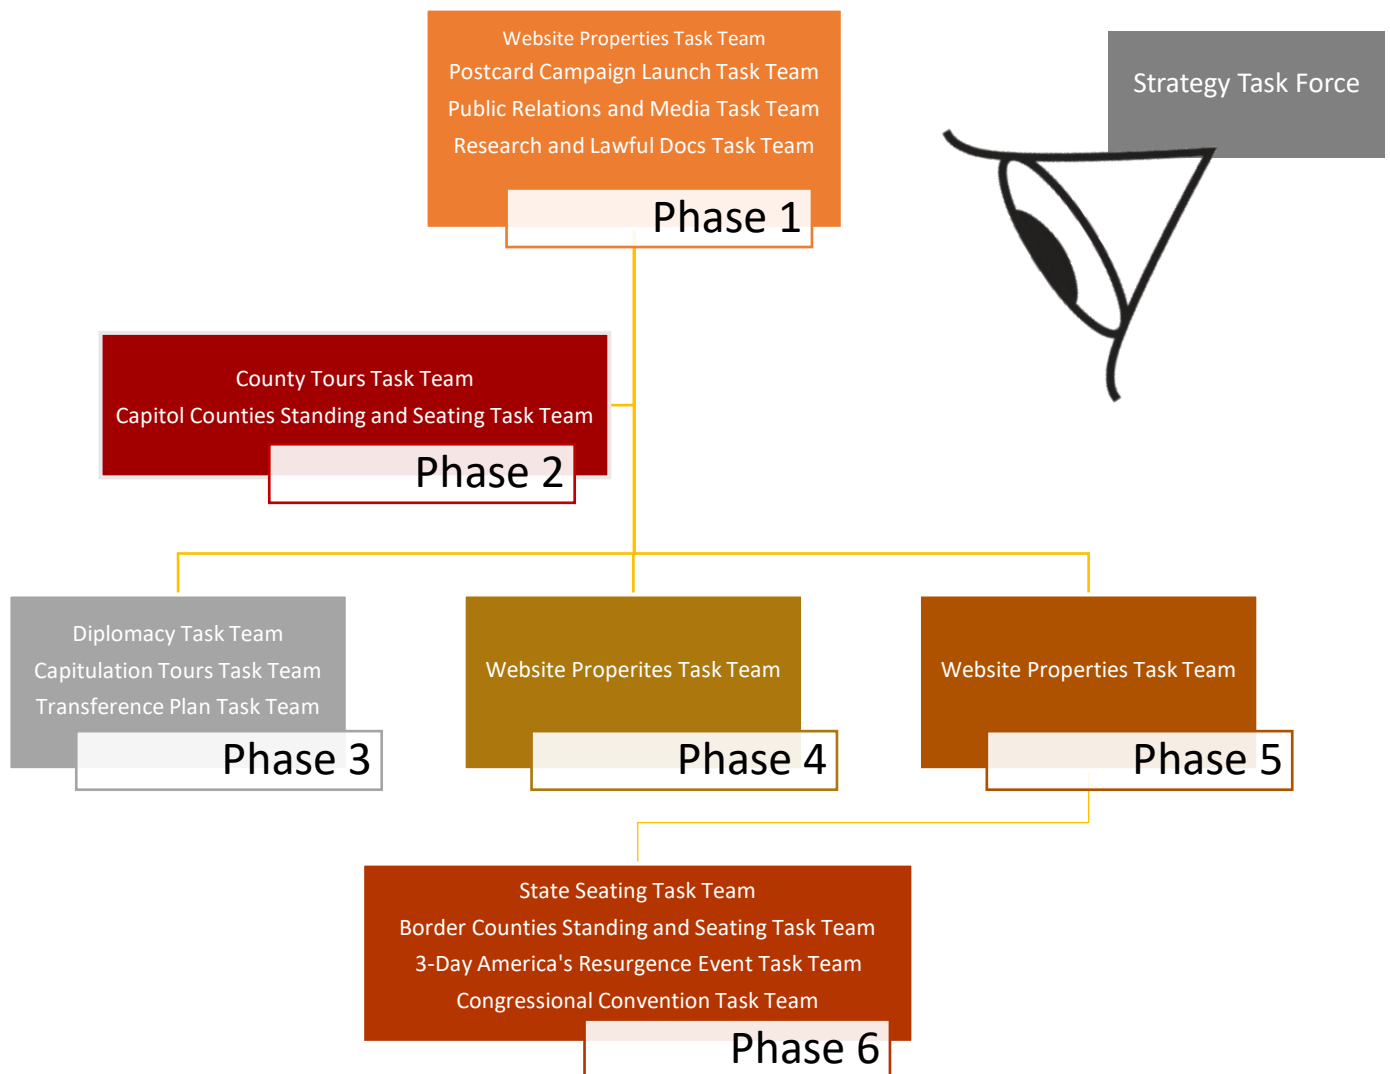 Website Properties Task Team
Postcard Campaign Launch Task Team
Public Relations and Media Task Team
Research and Lawful Docs Task Team
Phase 1
Strategy Task Force
County Tours Task Team
Capitol Counties Standing and Seating Task Team
Phase 2
Diplomacy Task Team
Capitulation Tours Task Team
Transference Plan Task Team
Phase 3
Website Properites Task Team
Phase 4
Website Properties Task Team
Phase 5
State Seating Task Team
Border Counties Standing and Seating Task Team
3-Day America's Resurgence Event Task Team
Congressional Convention Task Team
Phase 6